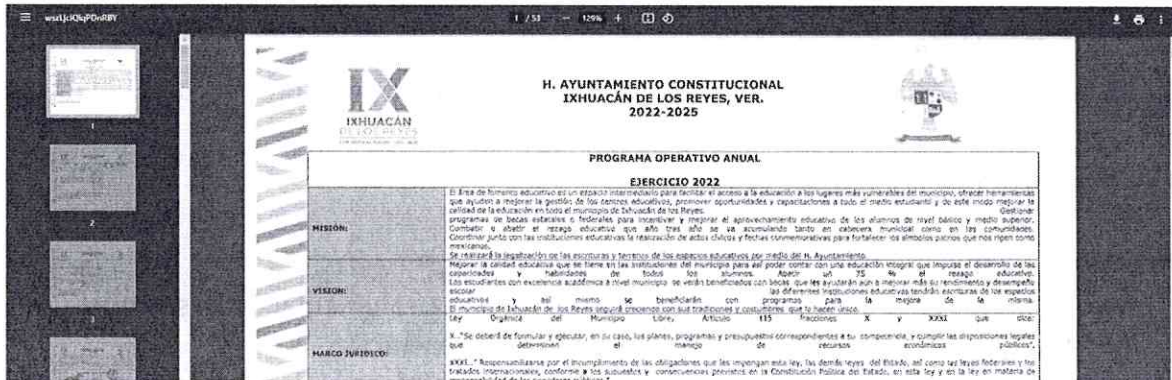 wszLjciQlqPDnRBY
1 / 53
129%
1
2
3
IX
IXHUACÁN
DE LOS REYES
H. AYUNTAMIENTO CONSTITUCIONAL
IXHUACÁN DE LOS REYES, VER.
2022-2025
PROGRAMA OPERATIVO ANUAL
EJERCICIO 2022
MISIÓN:
El área de fomento educativo es un espacio intermediario para facilitar el acceso a la educación a los lugares más vulnerables del municipio, ofrecer herramientas
que ayuden a mejorar la gestión de los centros educativos, promover oportunidades y capacitaciones a todo el medio estudiantil y de este modo mejorar la
calidad de la educación en todo el municipio de Ixhuacán de los Reyes. Gestionar
programas de becas estatales o federales para incentivar y mejorar el aprovechamiento educativo de los alumnos de nivel básico y medio superior.
Combatir o abatir el rezago educativo que año tras año se va acumulando tanto en cabecera municipal como en las comunidades.
Coordinar junto con las instituciones educativas la realización de actos cívicos y fechas conmemorativas para fortalecer los símbolos patrios que nos rigen como
mexicanos.
Se realizará la legalización de las escrituras y terrenos de los espacios educativos por medio del H. Ayuntamiento.
VISIÓN:
Mejorar la calidad educativa que se tiene en las instituciones del municipio para así poder contar con una educación integral que impulse el desarrollo de las
capacidades y habilidades de todos los alumnos. Abatir un 75 % el rezago educativo.
Los estudiantes con excelencia académica a nivel municipio se verán beneficiados con becas que les ayudarán aun a mejorar más su rendimiento y desempeño
escolar las diferentes instituciones educativas tendrán escrituras de los espacios
educativos y así mismo se beneficiarán con programas para la mejora de la misma.
El municipio de Ixhuacán de los Reyes seguirá creciendo con sus tradiciones y costumbres que la hacen único.
MARCO JURÍDICO:
Ley Orgánica del Municipio Libre, Artículo 115 fracciones X y XXXI que dice:
X.."Se deberá de formular y ejecutar, en su caso, los planes, programas y presupuestos correspondientes a su competencia, y cumplir las disposiciones legales
que determinan el manejo de recursos económicos públicos".
XXXI.." Responsabilizarse por el incumplimiento de las obligaciones que les impongan esta ley, las demás leyes del Estado, así como las leyes federales y los
tratados internacionales, conforme a los supuestos y consecuencias previstos en la Constitución Política del Estado, en esta ley y en la ley en materia de